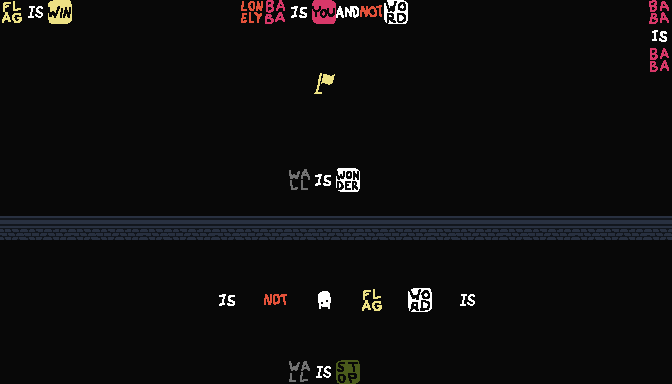 FLAG IS WIN
LONELY BABA IS YOU AND NOT WORD
BABA
IS
BABA
WALL IS WONDER
IS NOT FLAG WORD IS
WALL IS STOP